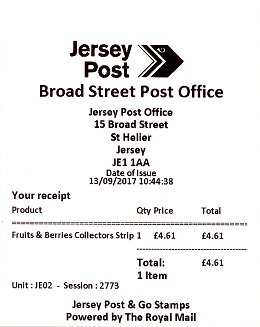 Jersey
Post
Broad Street Post Office
Jersey Post Office
15 Broad Street
St Helier
Jersey
JE1 1AA
Date of Issue
13/09/2017 10:44:38
Your receipt
Product Qty Price Total
Fruits & Berries Collectors Strip 1 £4.61 £4.61
Total: £4.61
1 Item
Unit : JE02 - Session : 2773
Jersey Post & Go Stamps
Powered by The Royal Mail